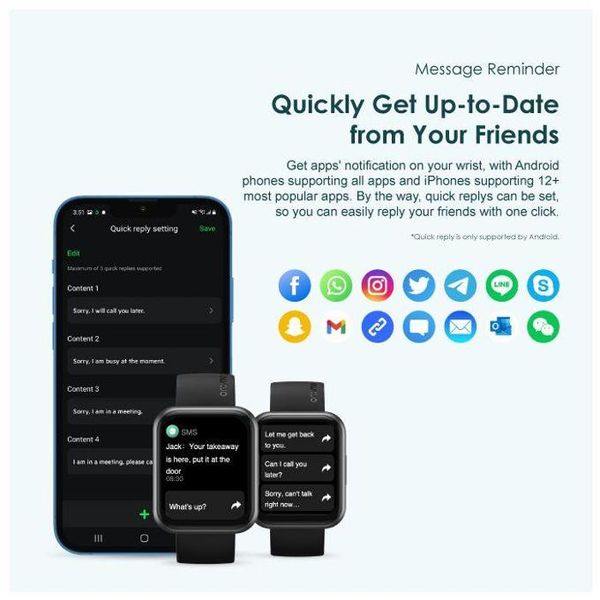 Message Reminder
Quickly Get Up-to-Date
from Your Friends
Get apps' notification on your wrist, with Android
phones supporting all apps and iPhones supporting 12+
most popular apps. By the way, quick replys can be set,
so you can easily reply your friends with one click.
*Quick reply is only supported by Android.
3:51
Quick reply setting
Save
Edit
Maximum of 5 quick replies supported
Content 1
Sorry, I will call you later.
Content 2
Sorry, I am busy at the moment.
Content 3
Sorry, I am in a meeting.
Content 4
I am in a meeting, please ca
LINE
SMS
Jack: Your takeaway
is here, put it at the
door
08:30
What's up?
Let me get back
to you.
Can I call you
later?
Sorry, can't talk
right now...